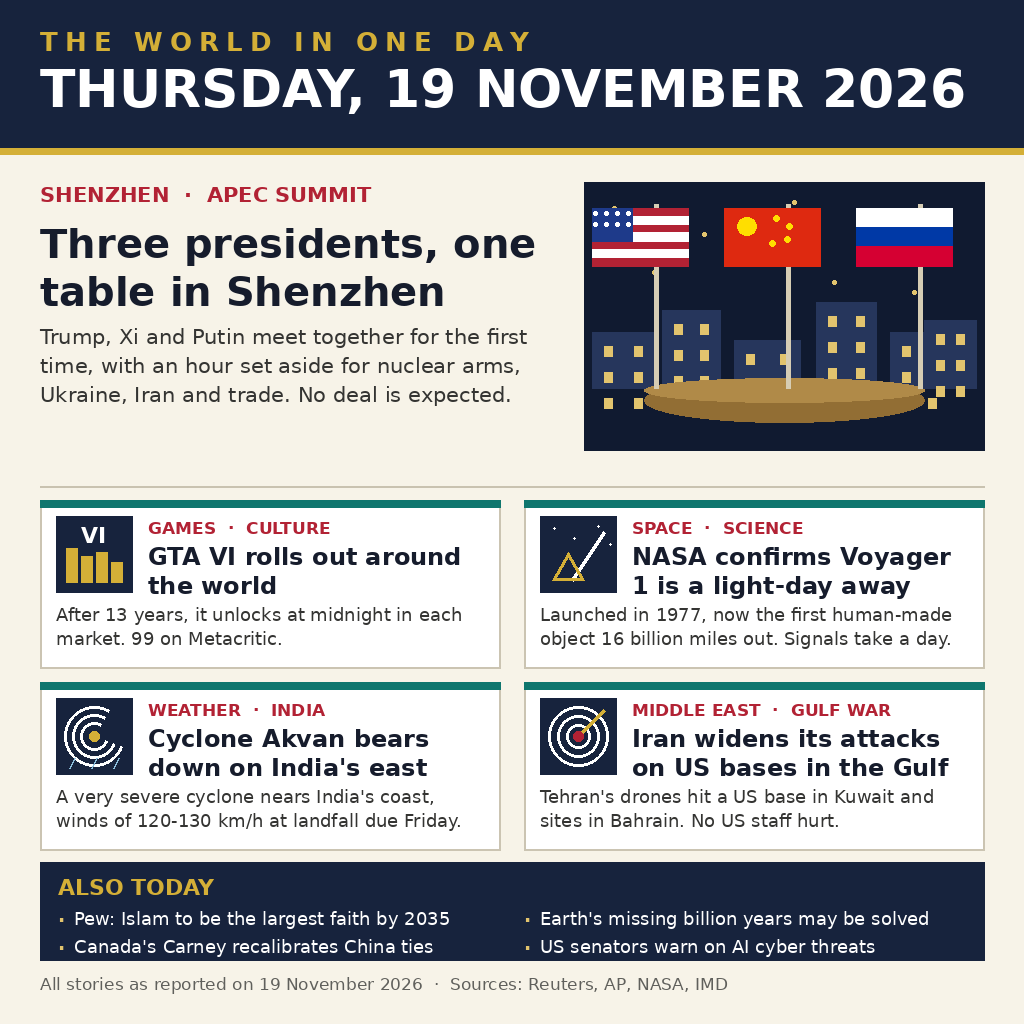 THE WORLD IN ONE DAY
THURSDAY, 19 NOVEMBER 2026
SHENZHEN · APEC SUMMIT
Three presidents, one
table in Shenzhen
Trump, Xi and Putin meet together for the first
time, with an hour set aside for nuclear arms,
Ukraine, Iran and trade. No deal is expected.
VI
GAMES · CULTURE
GTA VI rolls out around
the world
After 13 years, it unlocks at midnight in each
market. 99 on Metacritic.
SPACE · SCIENCE
NASA confirms Voyager
1 is a light-day away
Launched in 1977, now the first human-made
object 16 billion miles out. Signals take a day.
WEATHER · INDIA
Cyclone Akvan bears
down on India's east
A very severe cyclone nears India's coast,
winds of 120-130 km/h at landfall due Friday.
MIDDLE EAST · GULF WAR
Iran widens its attacks
on US bases in the Gulf
Tehran's drones hit a US base in Kuwait and
sites in Bahrain. No US staff hurt.
ALSO TODAY
· Pew: Islam to be the largest faith by 2035
· Canada's Carney recalibrates China ties
· Earth's missing billion years may be solved
· US senators warn on AI cyber threats
All stories as reported on 19 November 2026 · Sources: Reuters, AP, NASA, IMD